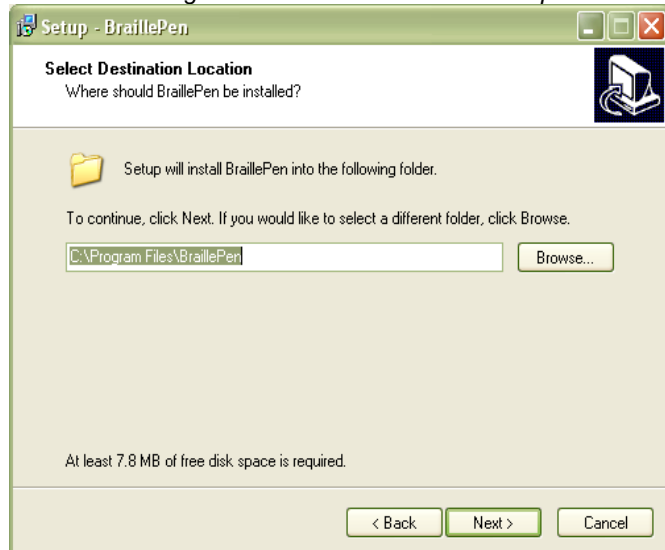 Setup - BraillePen
Select Destination Location
Where should BraillePen be installed?
Setup will install BraillePen into the following folder.
To continue, click Next. If you would like to select a different folder, click Browse.
C:\Program Files\BraillePen
Browse...
At least 7.8 MB of free disk space is required.
< Back Next > Cancel